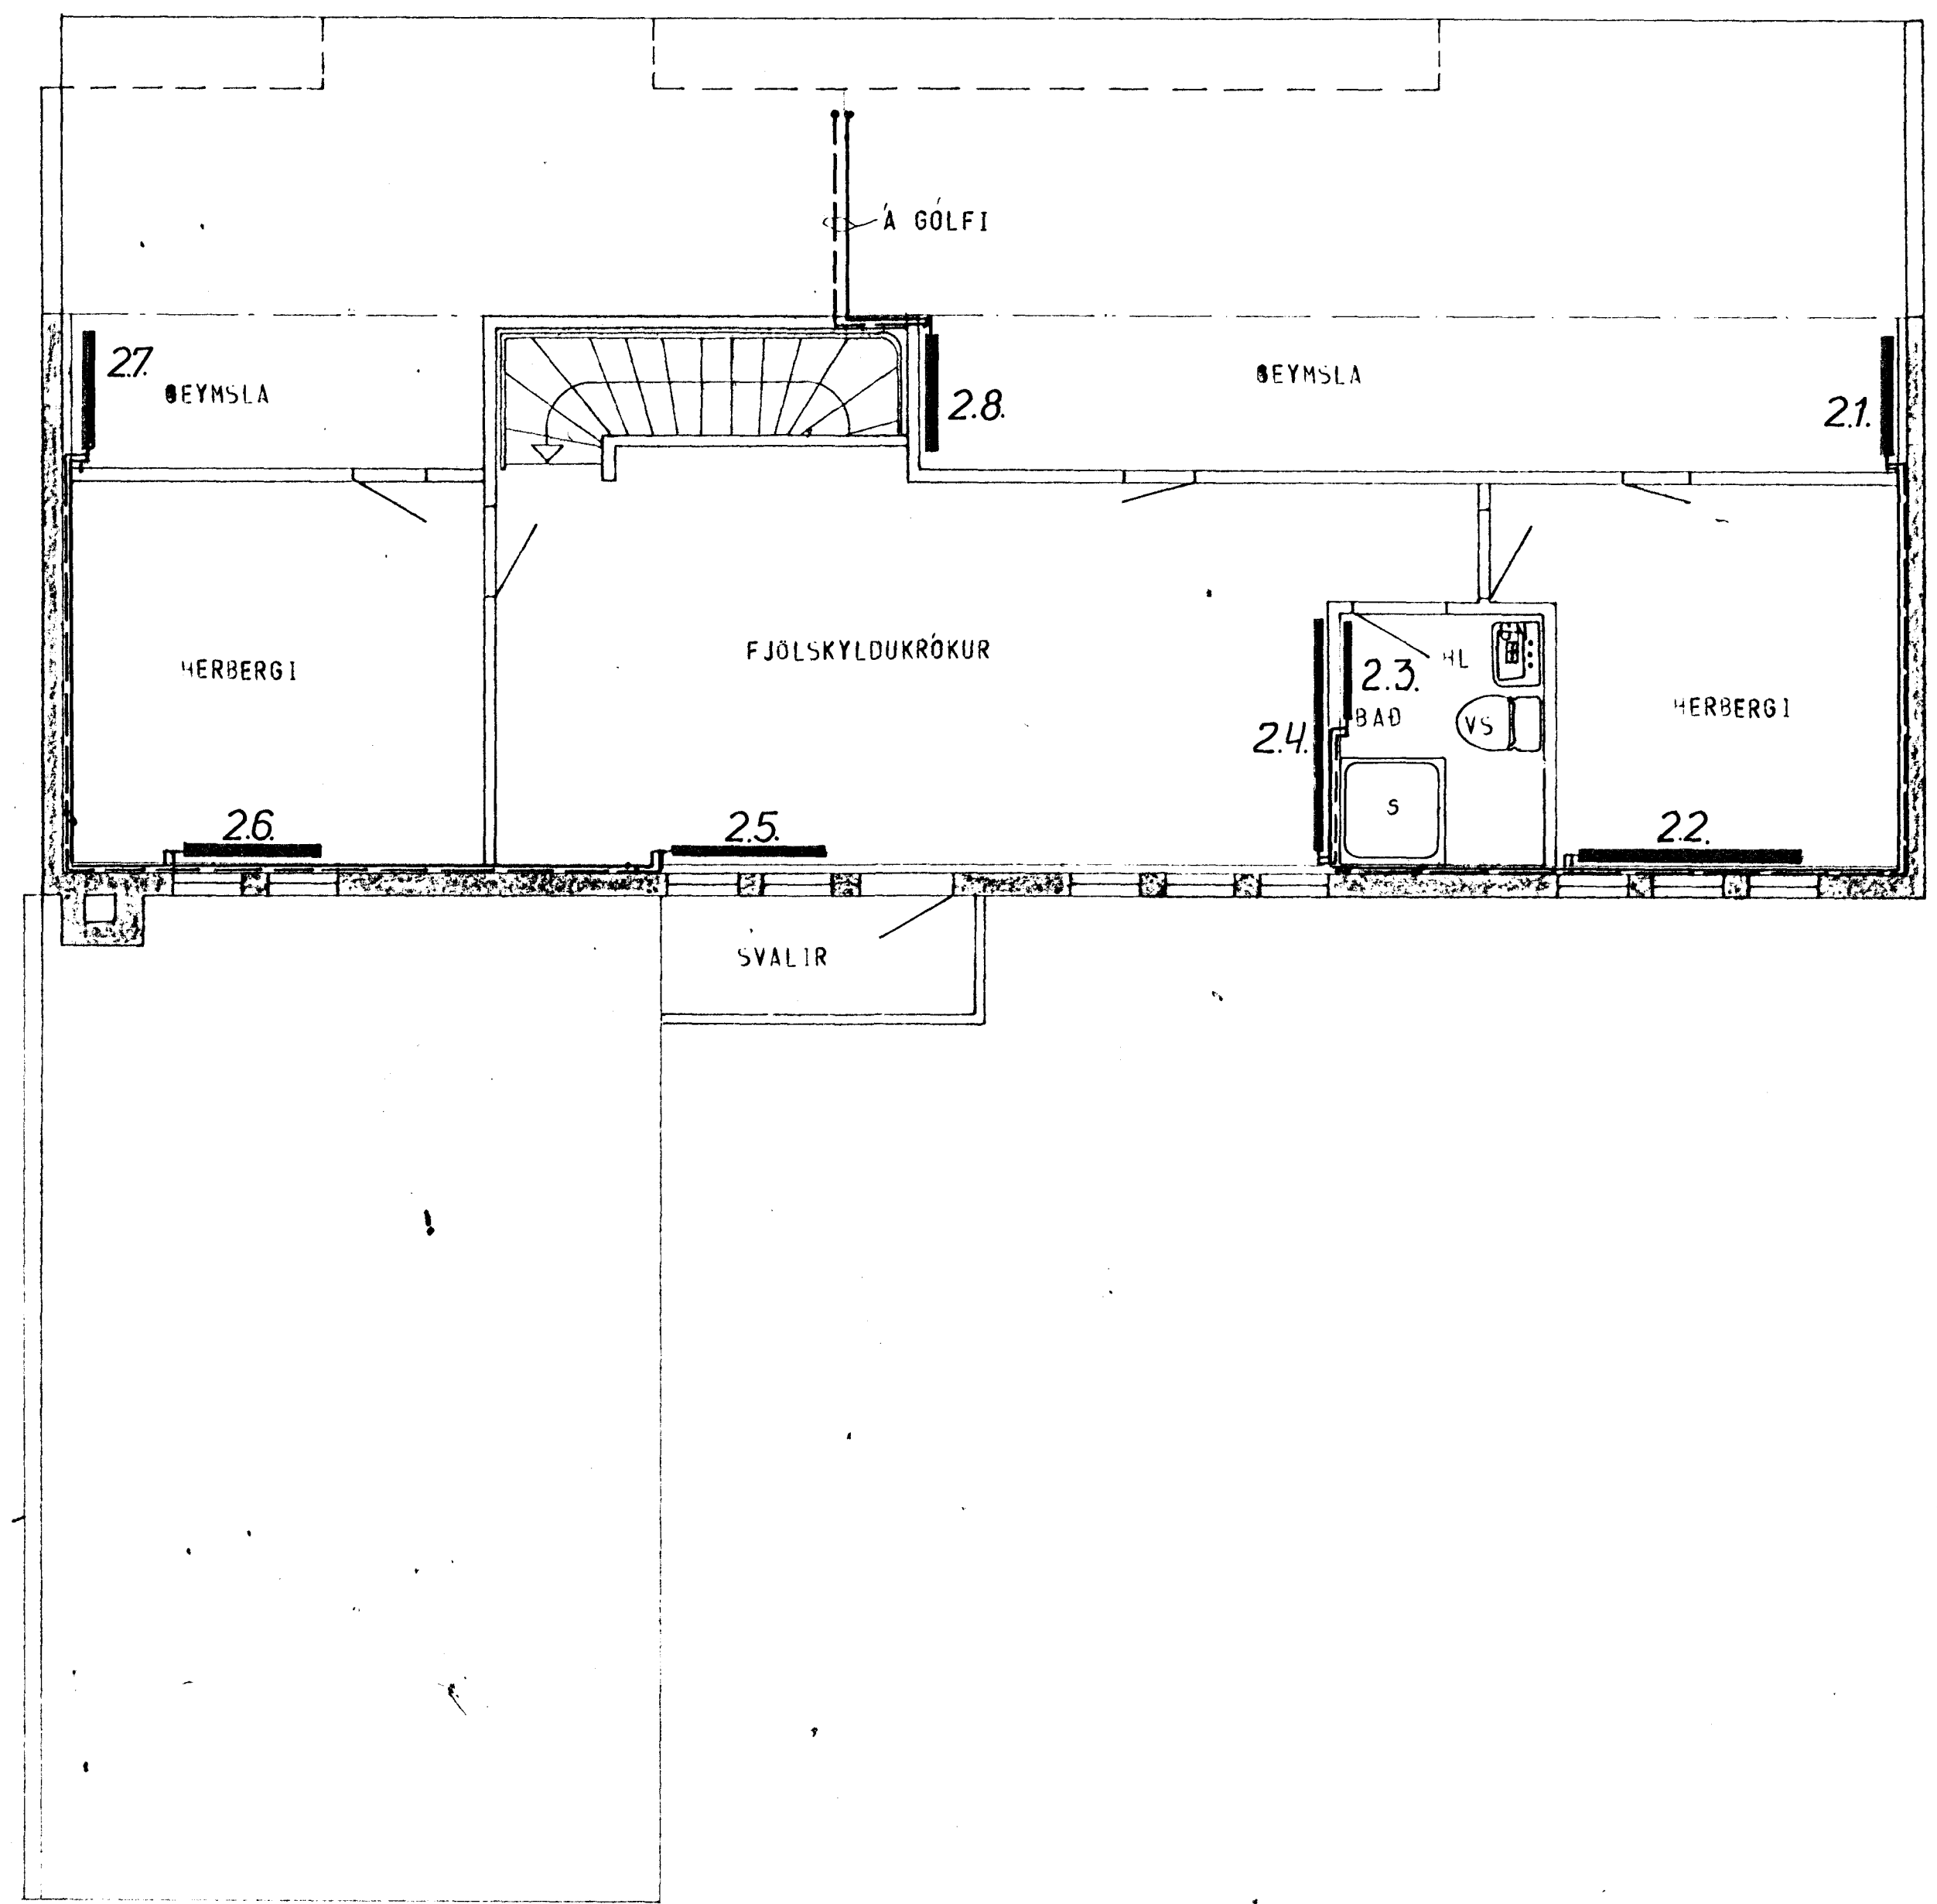 Á GÓLFI
2.7.
GEYMSLA
2.8.
GEYMSLA
2.1.
HERBERGI
FJÖLSKYLDUKRÓKUR
2.3.
HL
BAÐ
VS
2.4.
S
HERBERGI
2.6.
2.5.
2.2.
SVALIR